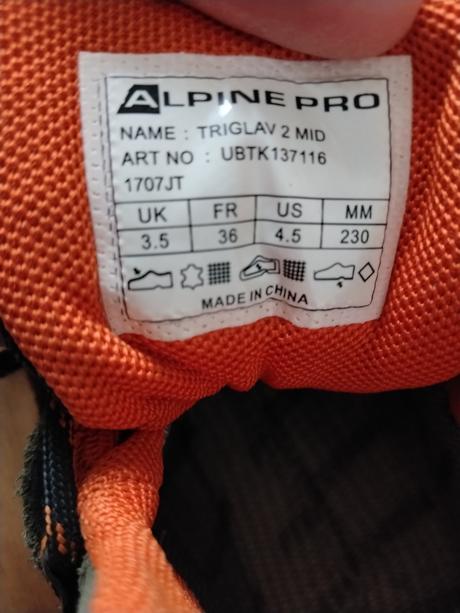 ALPINE PRO
NAME : TRIGLAV 2 MID
ART NO : UBTK137116
1707JT
UK FR US MM
3.5 36 4.5 230
MADE IN CHINA